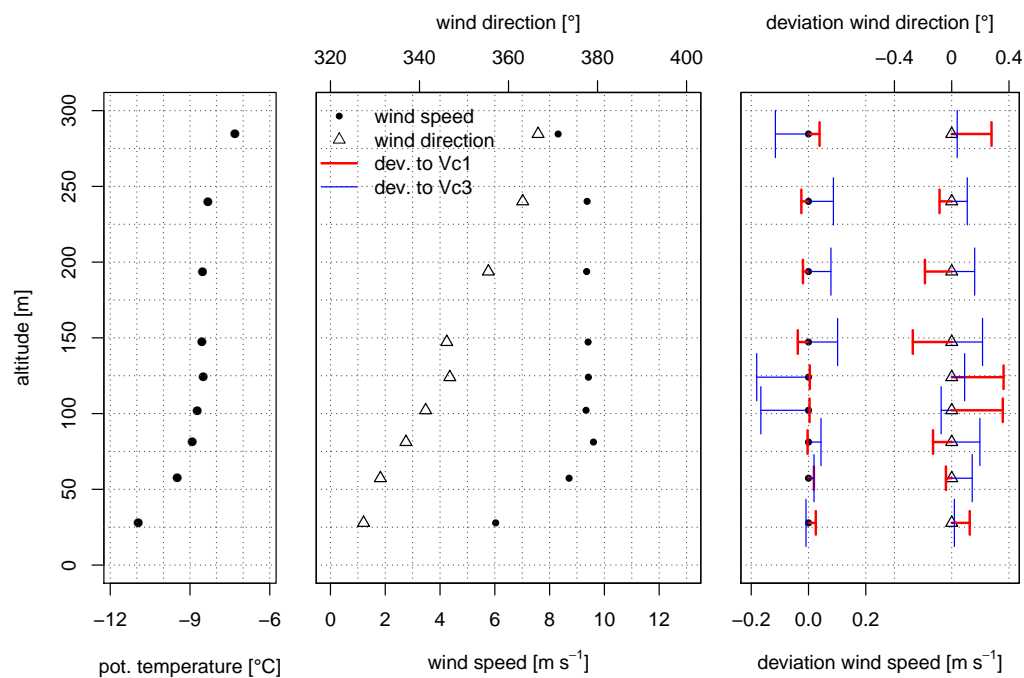 wind direction [°]
deviation wind direction [°]
320 340 360 380 400
−0.4 0 0.4
altitude [m]
300
250
200
150
100
50
0
wind speed
wind direction
dev. to Vc1
dev. to Vc3
−12 −9 −6
0 2 4 6 8 10 12
−0.2 0.0 0.2
pot. temperature [°C]
wind speed [m s⁻¹]
deviation wind speed [m s⁻¹]